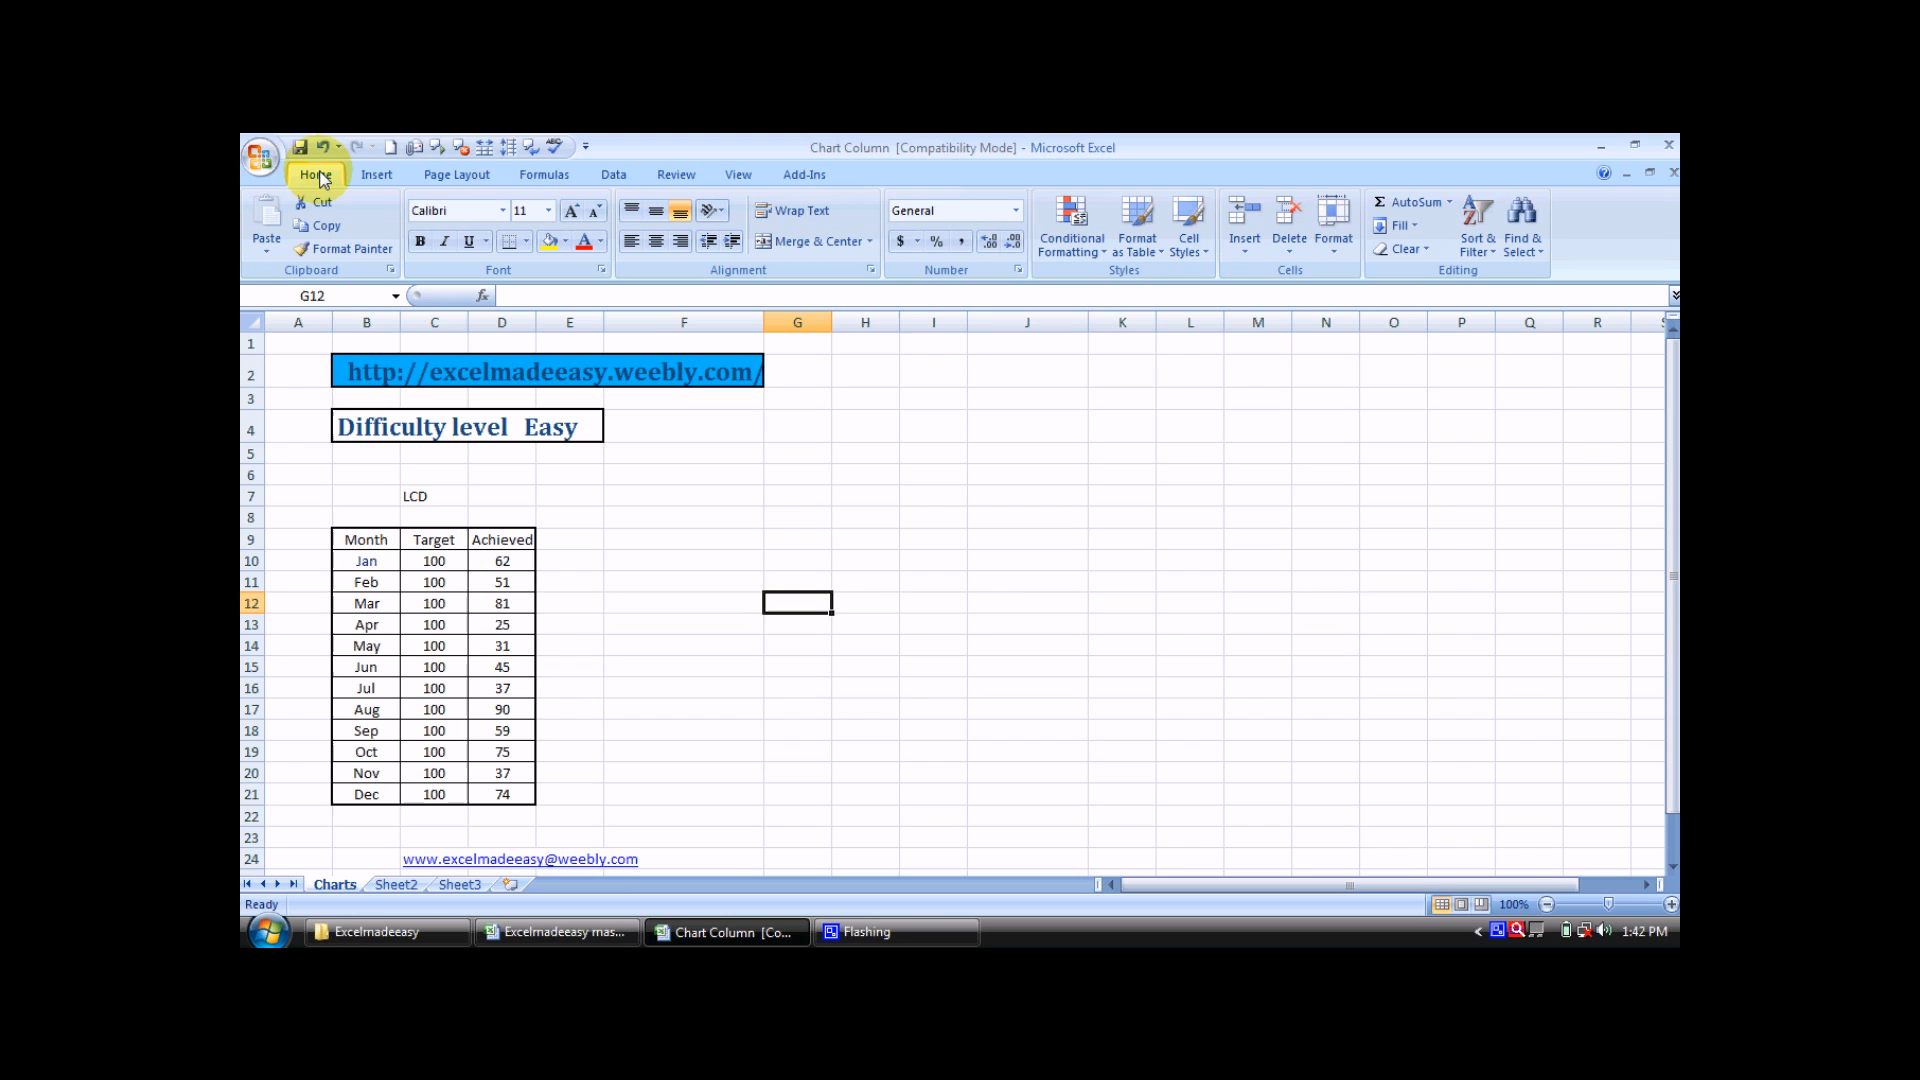 Chart Column [Compatibility Mode] - Microsoft Excel
Home Insert Page Layout Formulas Data Review View Add-Ins
Paste Cut Copy Format Painter
Calibri 11 General
B I U $ % ,
Wrap Text
Merge & Center
Conditional Formatting Format as Table Cell Styles
Insert Delete Format
Σ AutoSum Fill Clear
Sort & Filter Find & Select
Clipboard Font Alignment Number Styles Cells Editing
G12 fx
A B C D E F G H I J K L M N O P Q R
1
2 http://excelmadeeasy.weebly.com/
3
4 Difficulty level Easy
5
6
7 LCD
8
9 Month Target Achieved
10 Jan 100 62
11 Feb 100 51
12 Mar 100 81
13 Apr 100 25
14 May 100 31
15 Jun 100 45
16 Jul 100 37
17 Aug 100 90
18 Sep 100 59
19 Oct 100 75
20 Nov 100 37
21 Dec 100 74
22
23
24 www.excelmadeeasy@weebly.com
Charts Sheet2 Sheet3
Ready 100%
Excelmadeeasy Excelmadeeasy mas... Chart Column [Co... Flashing 1:42 PM